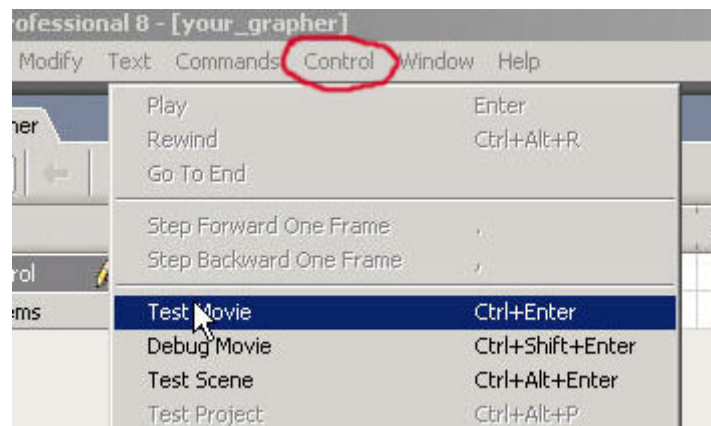 rofessional 8 - [your_grapher]
Modify Text Commands Control Window Help
her
Play Enter
Rewind Ctrl+Alt+R
Go To End
Step Forward One Frame .
Step Backward One Frame ,
rol
ms
Test Movie Ctrl+Enter
Debug Movie Ctrl+Shift+Enter
Test Scene Ctrl+Alt+Enter
Test Project Ctrl+Alt+P